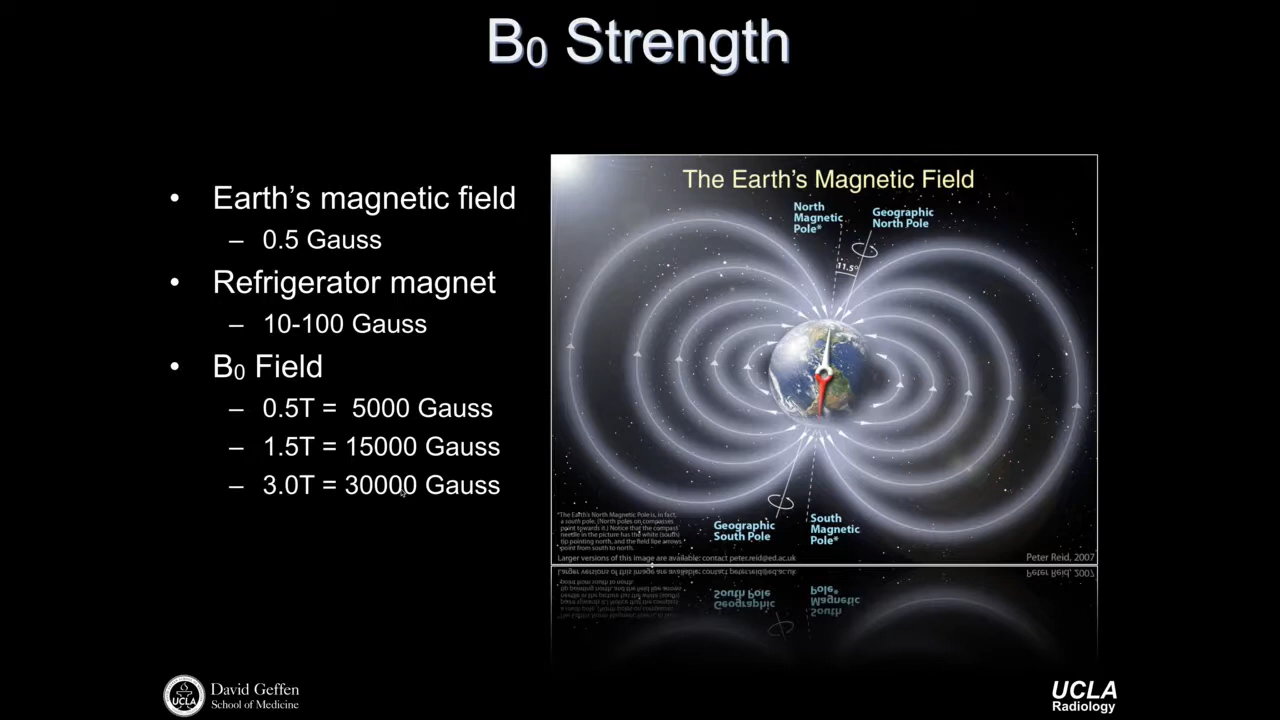 B₀ Strength
• Earth's magnetic field
– 0.5 Gauss
• Refrigerator magnet
– 10-100 Gauss
• B₀ Field
– 0.5T = 5000 Gauss
– 1.5T = 15000 Gauss
– 3.0T = 30000 Gauss
The Earth's Magnetic Field
North
Magnetic
Pole*
Geographic
North Pole
11.5°
Geographic
South Pole
South
Magnetic
Pole*
*The Earth's North Magnetic Pole is, in fact,
a south pole. (North poles on compasses
point towards it.) Notice that the compass
needle in the picture has the white (south)
tip pointing north, and the field line arrows
point from south to north.
Larger versions of this image are available: contact peter.reid@ed.ac.uk
Peter Reid, 2007
UCLA
David Geffen
School of Medicine
UCLA
Radiology